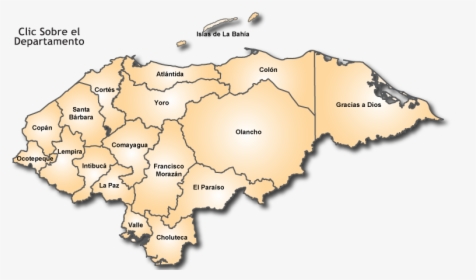 Clic Sobre el
Departamento
Islas de La Bahía
Atlántida
Colón
Cortés
Yoro
Gracias a Dios
Santa
Bárbara
Copán
Olancho
Comayagua
Lempira
Ocotepeque
Intibucá
Francisco
Morazán
La Paz
El Paraíso
Valle
Choluteca